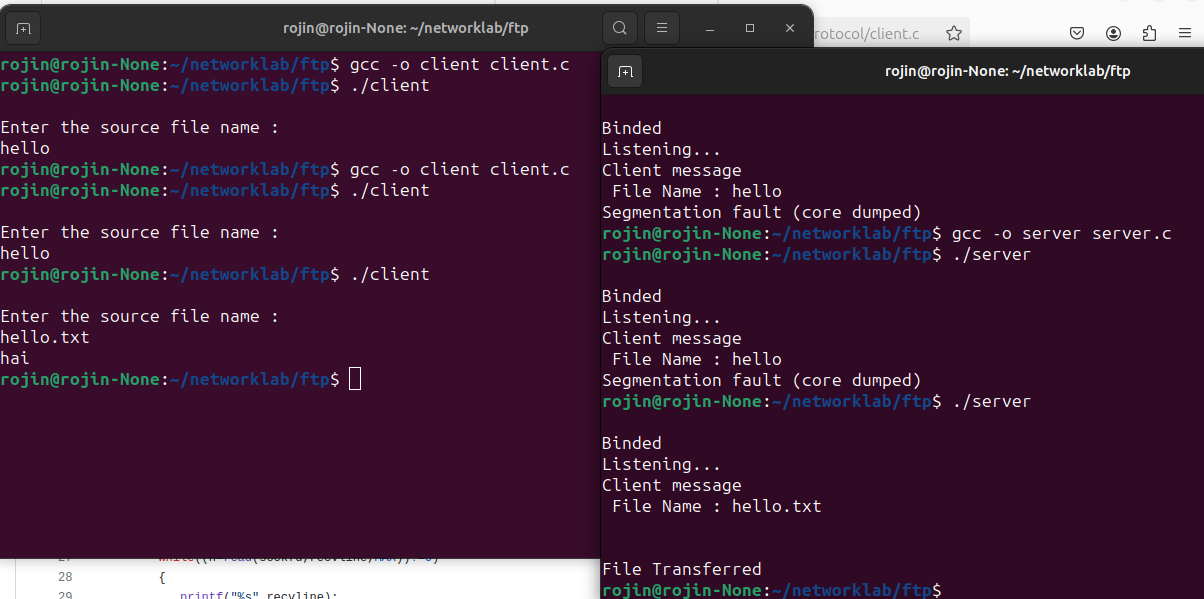 rojin@rojin-None: ~/networklab/ftp
rojin@rojin-None:~/networklab/ftp$ gcc -o client client.c
rojin@rojin-None:~/networklab/ftp$ ./client
Enter the source file name :
hello
rojin@rojin-None:~/networklab/ftp$ gcc -o client client.c
rojin@rojin-None:~/networklab/ftp$ ./client
Enter the source file name :
hello
rojin@rojin-None:~/networklab/ftp$ ./client
Enter the source file name :
hello.txt
hai
rojin@rojin-None:~/networklab/ftp$
rotocol/client.c
rojin@rojin-None: ~/networklab/ftp
Binded
Listening...
Client message
File Name : hello
Segmentation fault (core dumped)
rojin@rojin-None:~/networklab/ftp$ gcc -o server server.c
rojin@rojin-None:~/networklab/ftp$ ./server
Binded
Listening...
Client message
File Name : hello
Segmentation fault (core dumped)
rojin@rojin-None:~/networklab/ftp$ ./server
Binded
Listening...
Client message
File Name : hello.txt
File Transferred
rojin@rojin-None:~/networklab/ftp$
28 {
29 printf("%s",recvline);